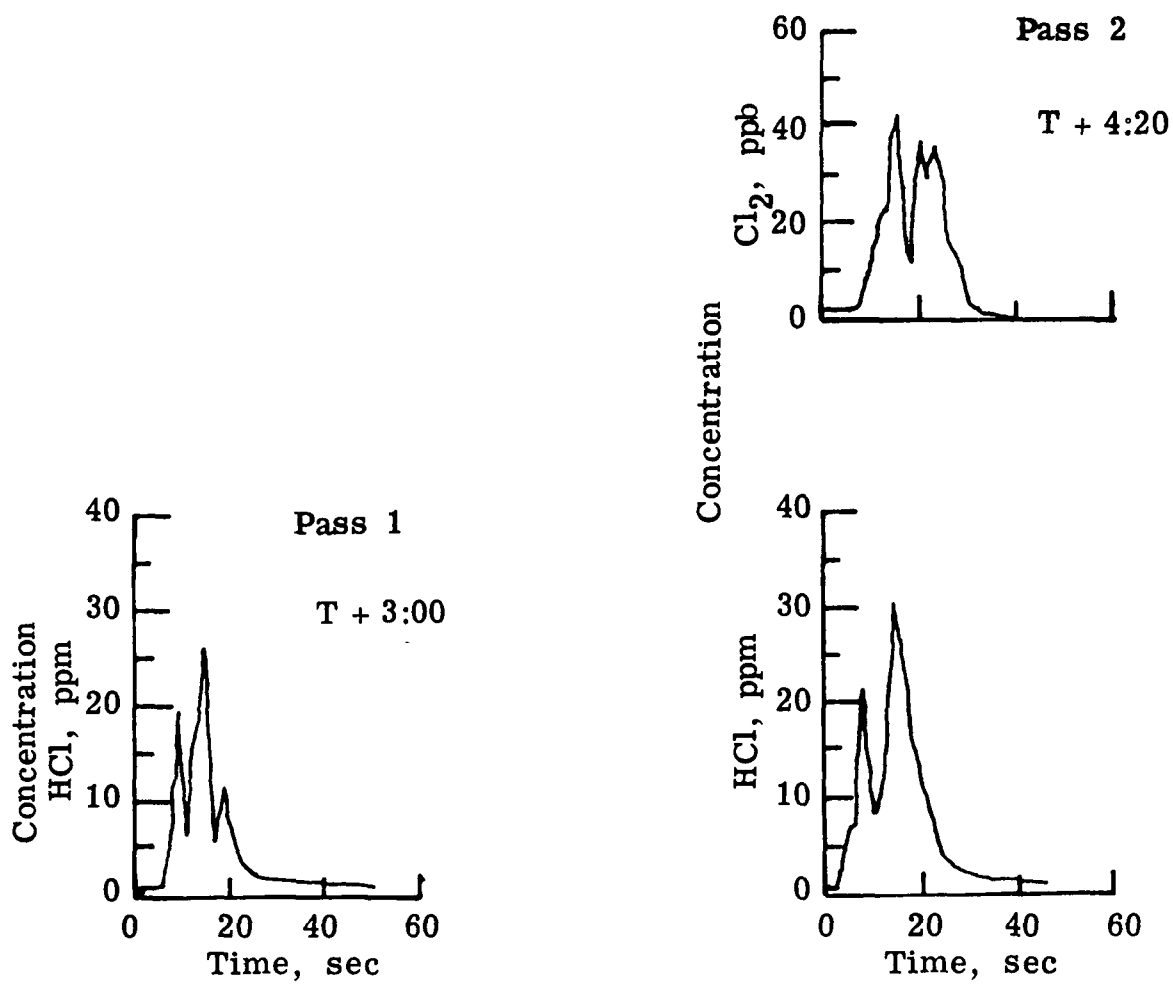 Pass 2
T + 4:20
60
40
20
0
Cl2, ppb
Concentration
Pass 1
T + 3:00
40
30
20
10
0
Concentration
HCl, ppm
0 20 40 60
Time, sec
40
30
20
10
0
HCl, ppm
0 20 40 60
Time, sec